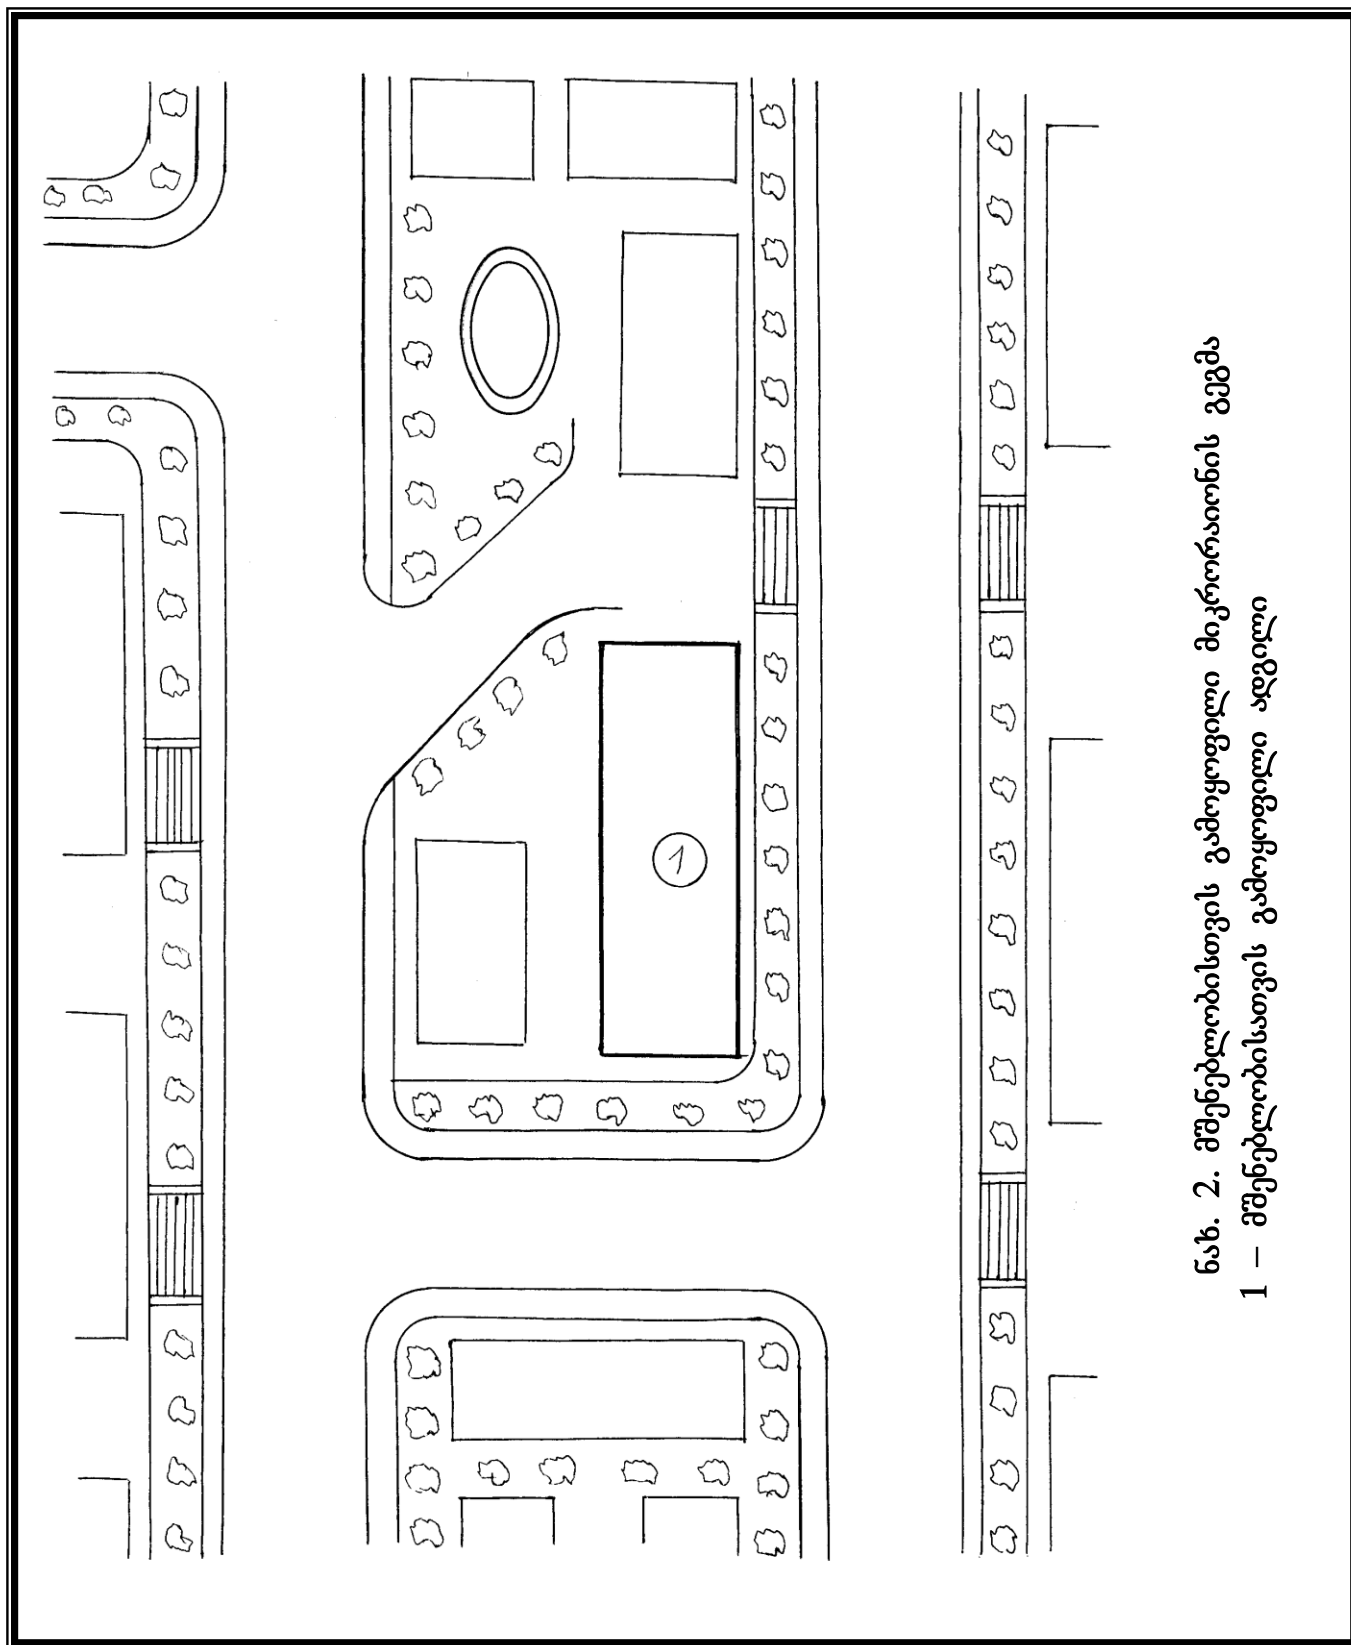 1
ნახ. 2. მშენებლობისთვის გამოყოფილი მიკრორაიონის გეგმა
1 – მშენებლობისათვის გამოყოფილი ადგილი